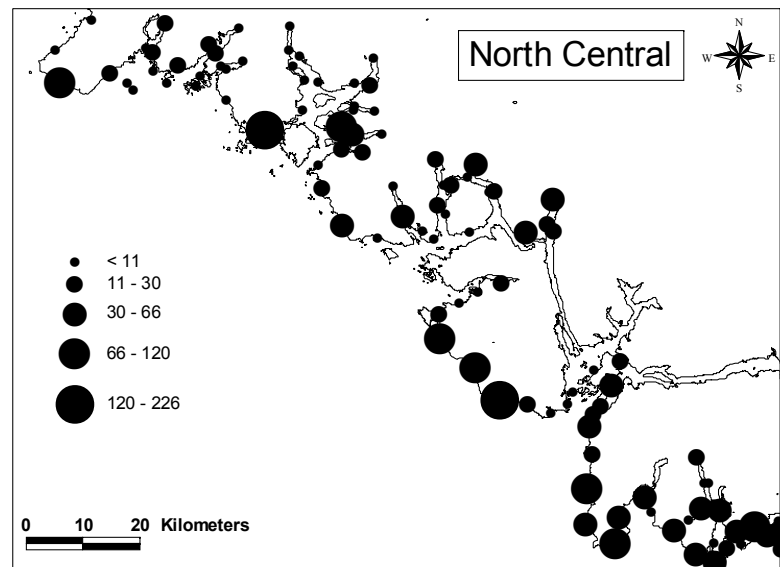 North Central
N
W E
S
< 11
11 - 30
30 - 66
66 - 120
120 - 226
0 10 20 Kilometers